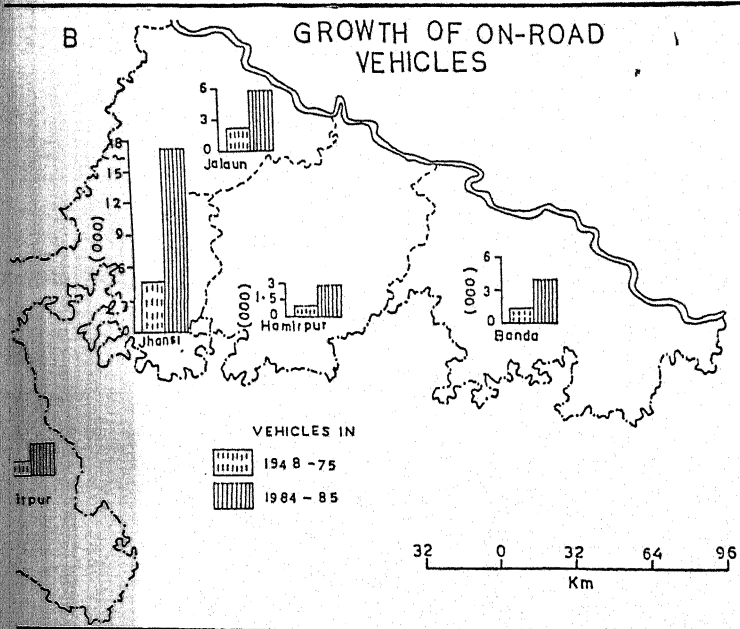 B
GROWTH OF ON-ROAD
VEHICLES
6
3
0
Jalaun
18
15
12
9
6
3
0
(000)
Jhansi
3
1·5
0
(000)
Hamirpur
6
3
0
(000)
Banda
itpur
VEHICLES IN
1948-75
1984-85
32 0 32 64 96
Km